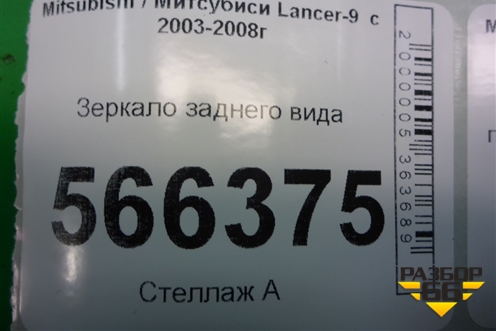 Mitsubishi / Митсубиси Lancer-9 с
2003-2008г
Зеркало заднего вида
566375
Стеллаж А
2000005363689
РАЗБОР
66